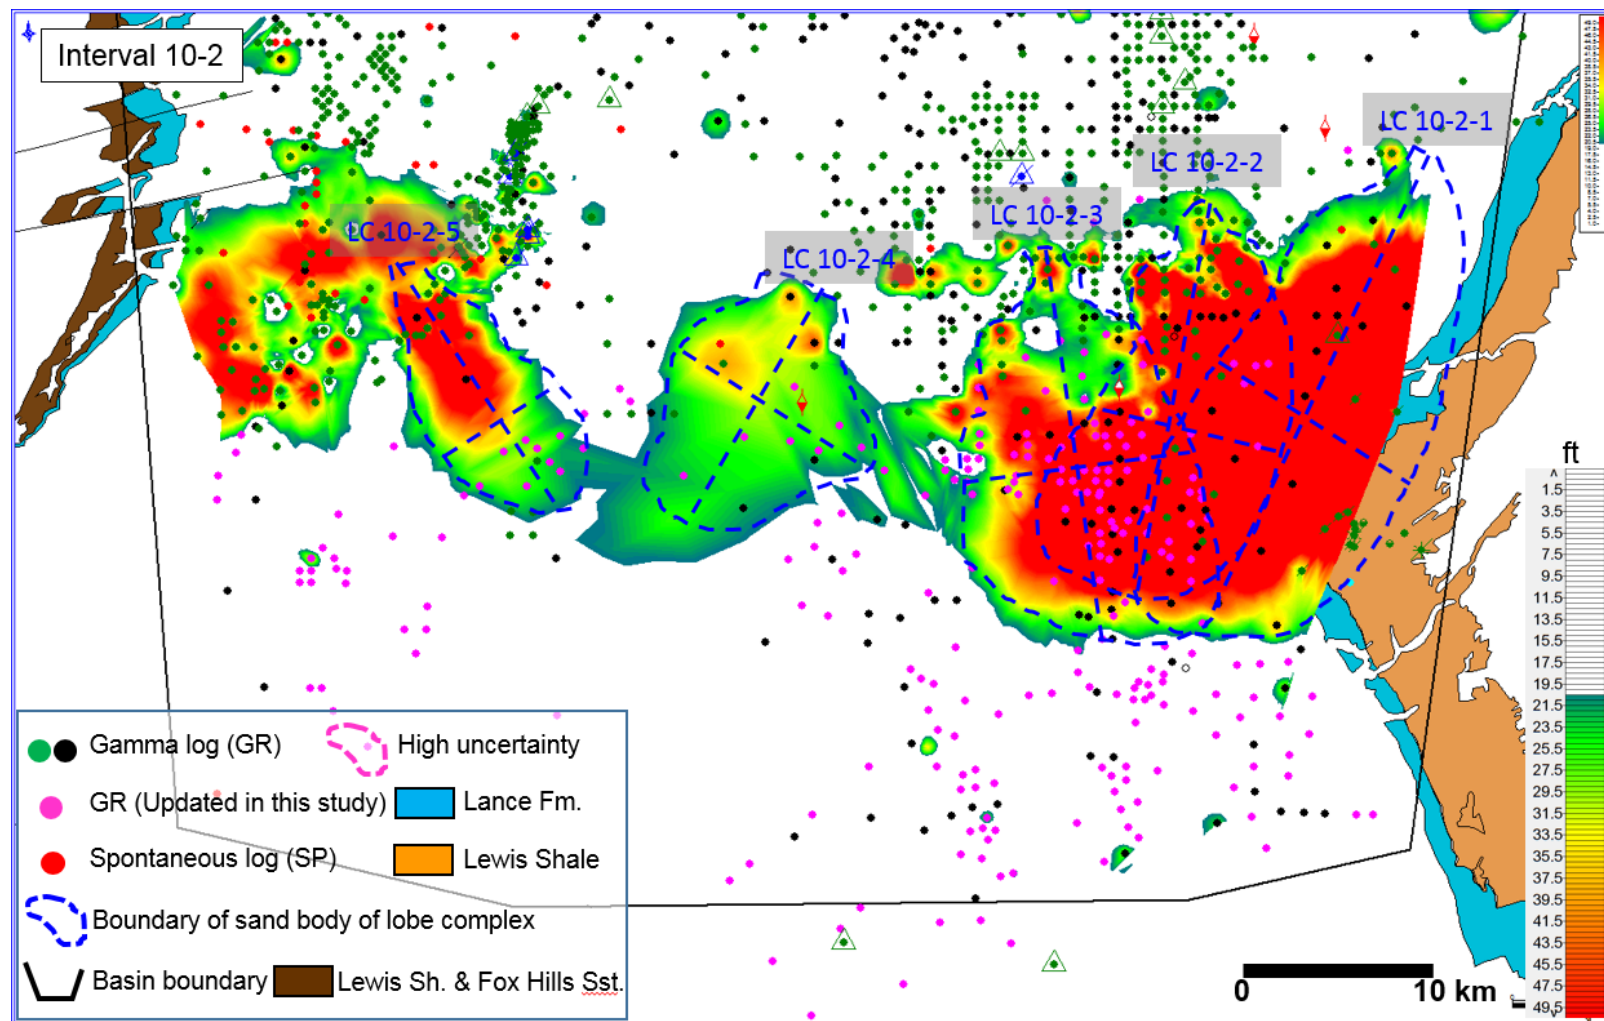 Interval 10-2
LC 10-2-1
LC 10-2-2
LC 10-2-3
LC 10-2-5
LC 10-2-4
ft
1.5
3.5
5.5
7.5
9.5
11.5
13.5
15.5
17.5
19.5
21.5
23.5
25.5
27.5
29.5
31.5
33.5
35.5
37.5
39.5
41.5
43.5
45.5
47.5
49.5
Gamma log (GR)
High uncertainty
GR (Updated in this study)
Lance Fm.
Spontaneous log (SP)
Lewis Shale
Boundary of sand body of lobe complex
Basin boundary
Lewis Sh. & Fox Hills Sst.
0 10 km